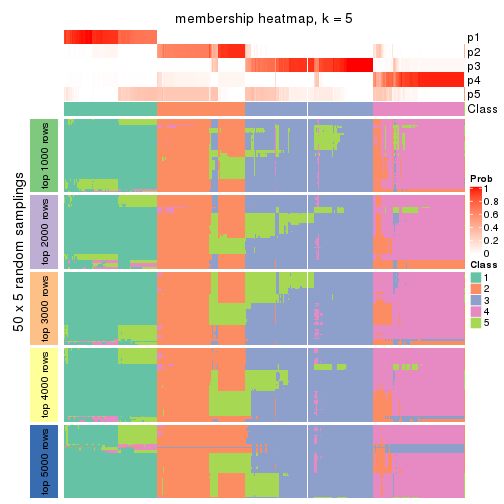 membership heatmap, k = 5
p1
p2
p3
p4
p5
Class
50 x 5 random samplings
top 1000 rows
top 2000 rows
top 3000 rows
top 4000 rows
top 5000 rows
Prob
1
0.8
0.6
0.4
0.2
0
Class
1
2
3
4
5